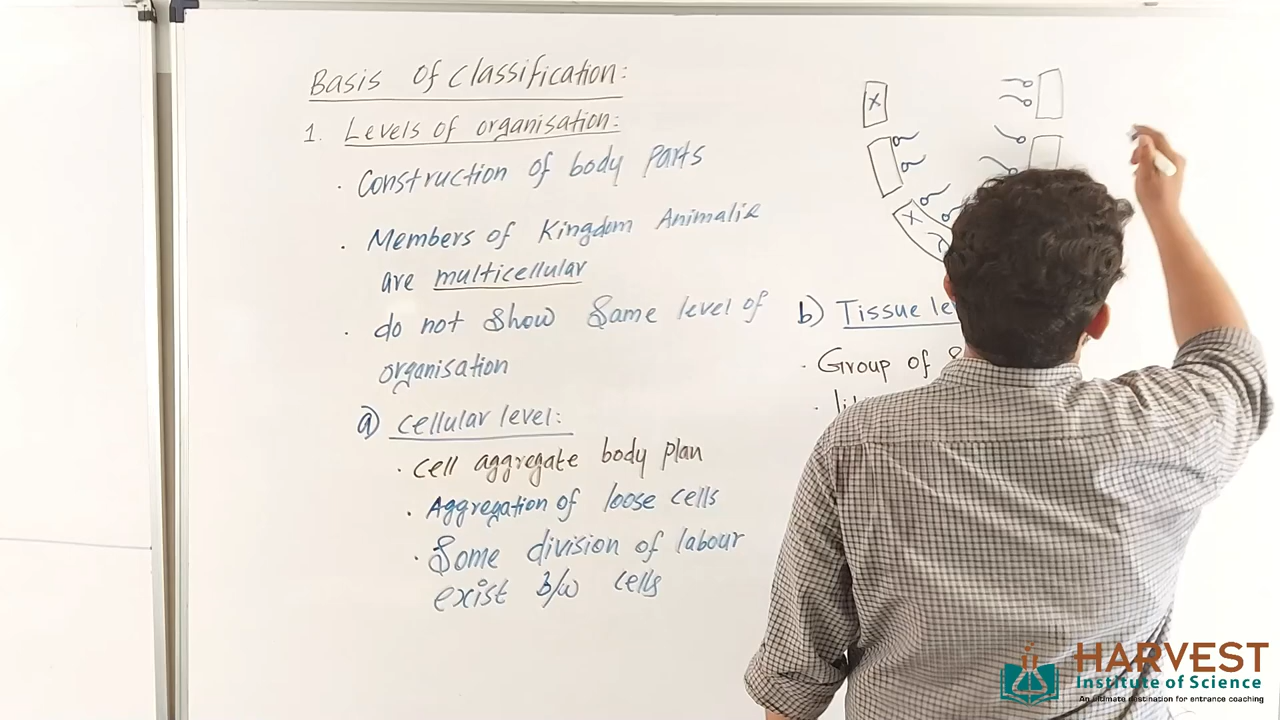 Basis of Classification:
1. Levels of organisation:
. Construction of body parts
. Members of Kingdom Animalia
are multicellular
. do not Show Same level of
organisation
a) Cellular level:
. Cell aggregate body plan
. Aggregation of loose cells
. Some division of labour
exist b/w cells
x
x
b) Tissue
. Group of
HARVEST
Institute of Science
An ultimate destination for entrance coaching